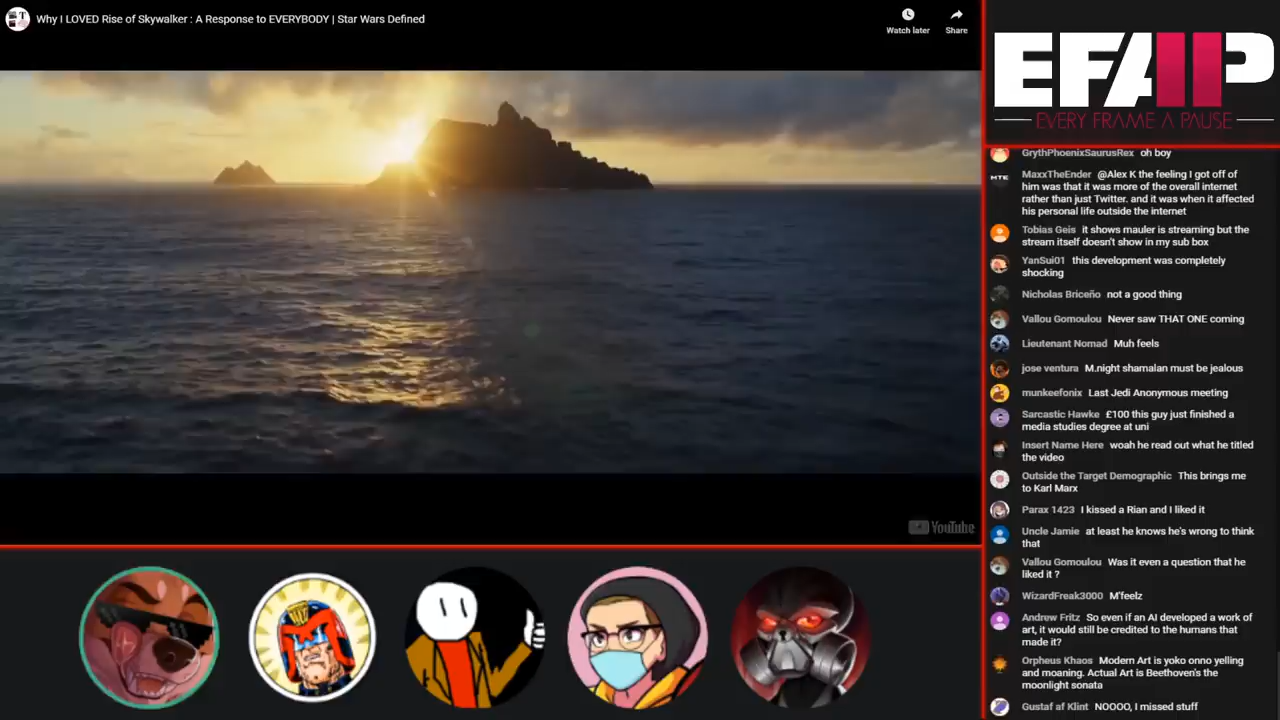 Why I LOVED Rise of Skywalker : A Response to EVERYBODY | Star Wars Defined
Watch later
Share
YouTube
EFAP
EVERY FRAME A PAUSE
GrythPhoenixSaurusRex oh boy
MTE
MaxxTheEnder @Alex K the feeling I got off of
him was that it was more of the overall internet
rather than just Twitter. and it was when it affected
his personal life outside the internet
Tobias Geis it shows mauler is streaming but the
stream itself doesn't show in my sub box
YanSui01 this development was completely
shocking
Nicholas Briceño not a good thing
Vallou Gomoulou Never saw THAT ONE coming
Lieutenant Nomad Muh feels
jose ventura M.night shamalan must be jealous
munkeefonix Last Jedi Anonymous meeting
Sarcastic Hawke £100 this guy just finished a
media studies degree at uni
Insert Name Here woah he read out what he titled
the video
Outside the Target Demographic This brings me
to Karl Marx
Parax 1423 I kissed a Rian and I liked it
Uncle Jamie at least he knows he's wrong to think
that
Vallou Gomoulou Was it even a question that he
liked it ?
WizardFreak3000 M'feelz
Andrew Fritz So even if an AI developed a work of
art, it would still be credited to the humans that
made it?
Orpheus Khaos Modern Art is yoko onno yelling
and moaning. Actual Art is Beethoven's the
moonlight sonata
Gustaf af Klint NOOOO, I missed stuff